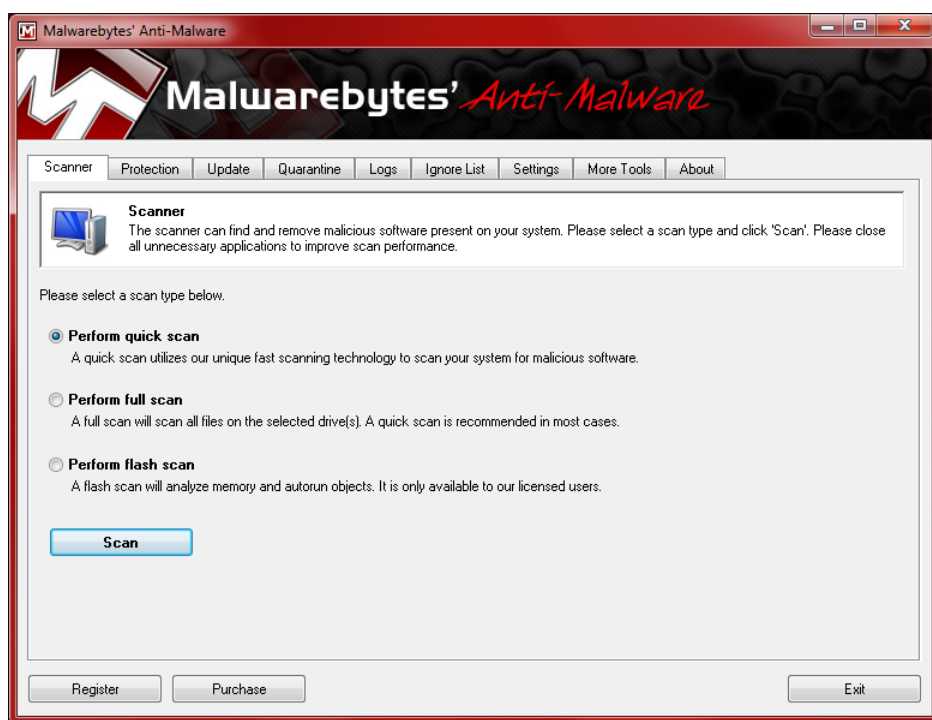 Malwarebytes' Anti-Malware
Malwarebytes' Anti-Malware
Scanner Protection Update Quarantine Logs Ignore List Settings More Tools About
Scanner
The scanner can find and remove malicious software present on your system. Please select a scan type and click 'Scan'. Please close
all unnecessary applications to improve scan performance.
Please select a scan type below.
Perform quick scan
A quick scan utilizes our unique fast scanning technology to scan your system for malicious software.
Perform full scan
A full scan will scan all files on the selected drive(s). A quick scan is recommended in most cases.
Perform flash scan
A flash scan will analyze memory and autorun objects. It is only available to our licensed users.
Scan
Register Purchase Exit